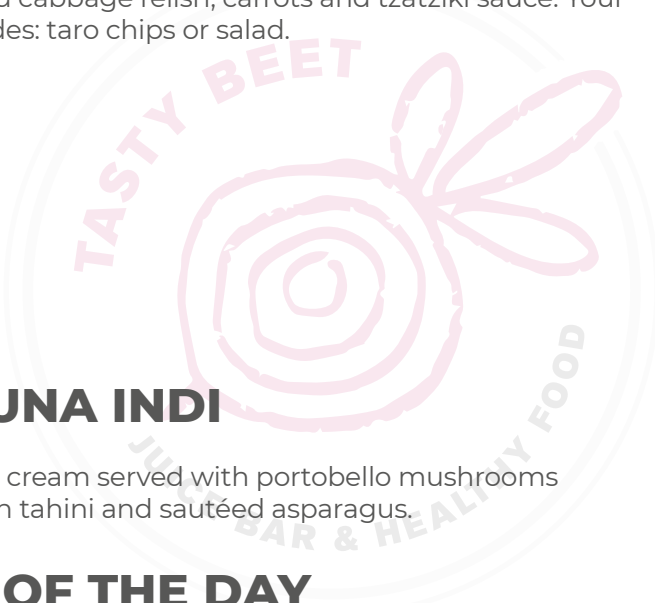 cabbage relish, carrots and tzatziki sauce. Your
des: taro chips or salad.
TASTY BEET
UNA INDI
cream served with portobello mushrooms
n tahini and sautéed asparagus.
JUICE BAR & HEALTHY FOOD
OF THE DAY